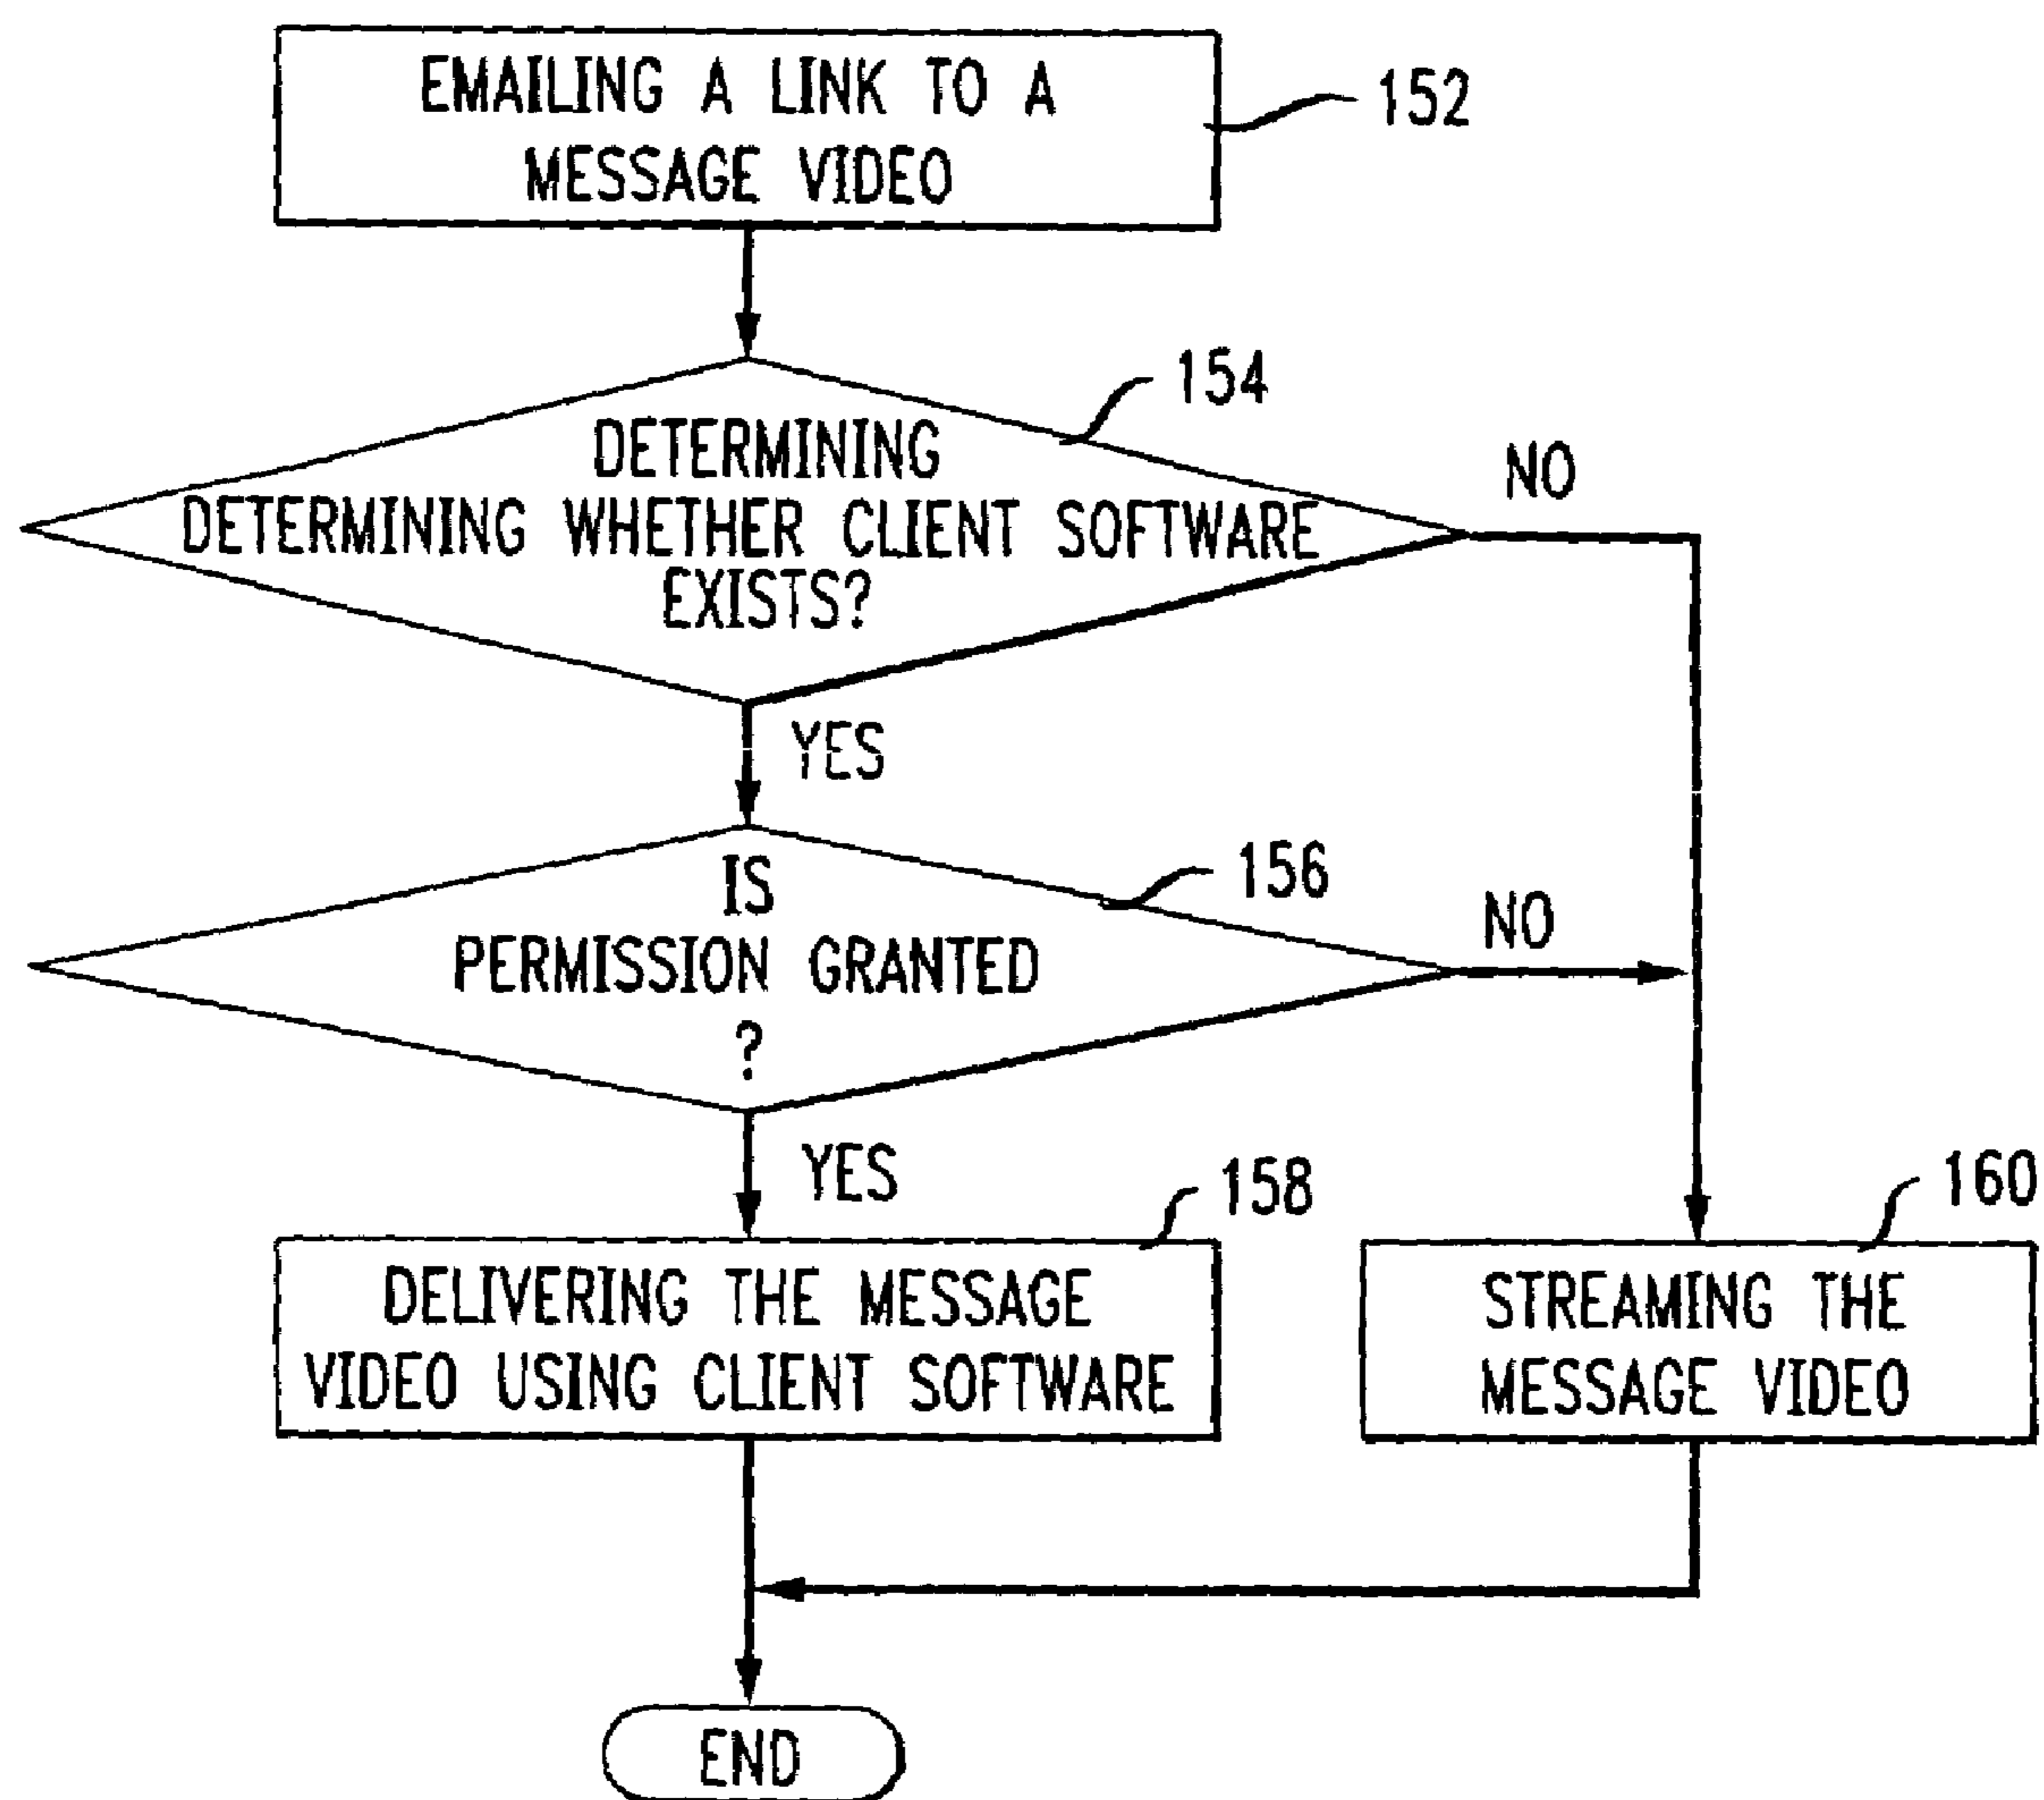 EMAILING A LINK TO A
MESSAGE VIDEO
152
154
DETERMINING
DETERMINING WHETHER CLIENT SOFTWARE
EXISTS?
NO
YES
156
IS
PERMISSION GRANTED
?
NO
YES
158
160
DELIVERING THE MESSAGE
VIDEO USING CLIENT SOFTWARE
STREAMING THE
MESSAGE VIDEO
END